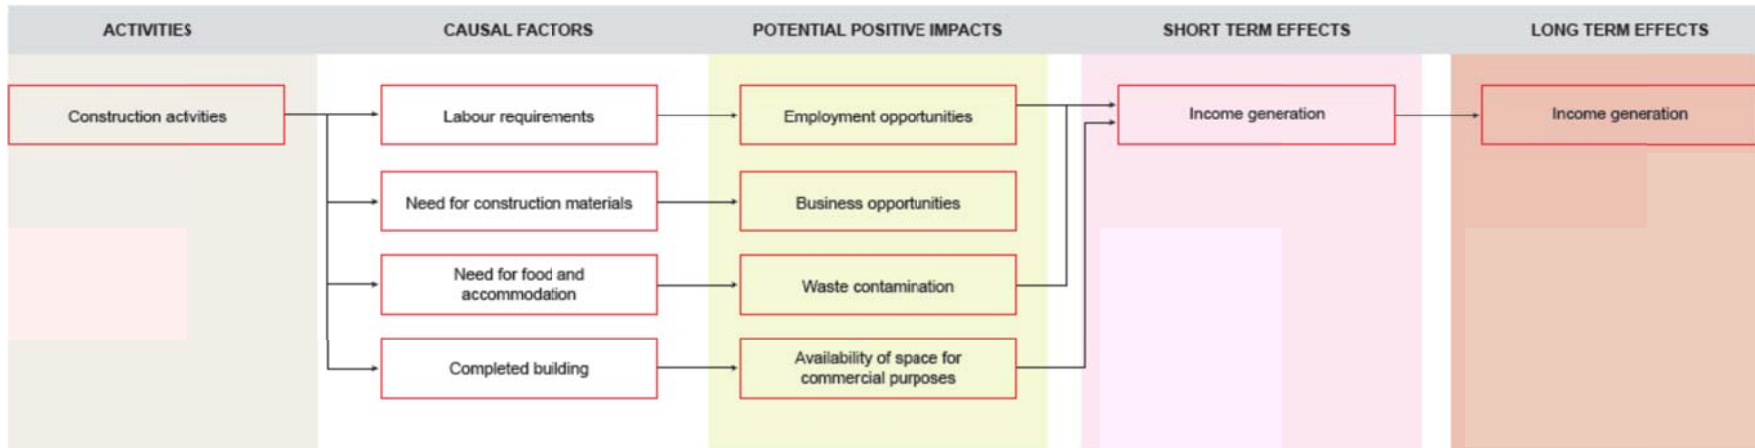 ACTIVITIES
CAUSAL FACTORS
POTENTIAL POSITIVE IMPACTS
SHORT TERM EFFECTS
LONG TERM EFFECTS
Construction activities
Labour requirements
Employment opportunities
Income generation
Income generation
Need for construction materials
Business opportunities
Need for food and
accommodation
Waste contamination
Completed building
Availability of space for
commercial purposes